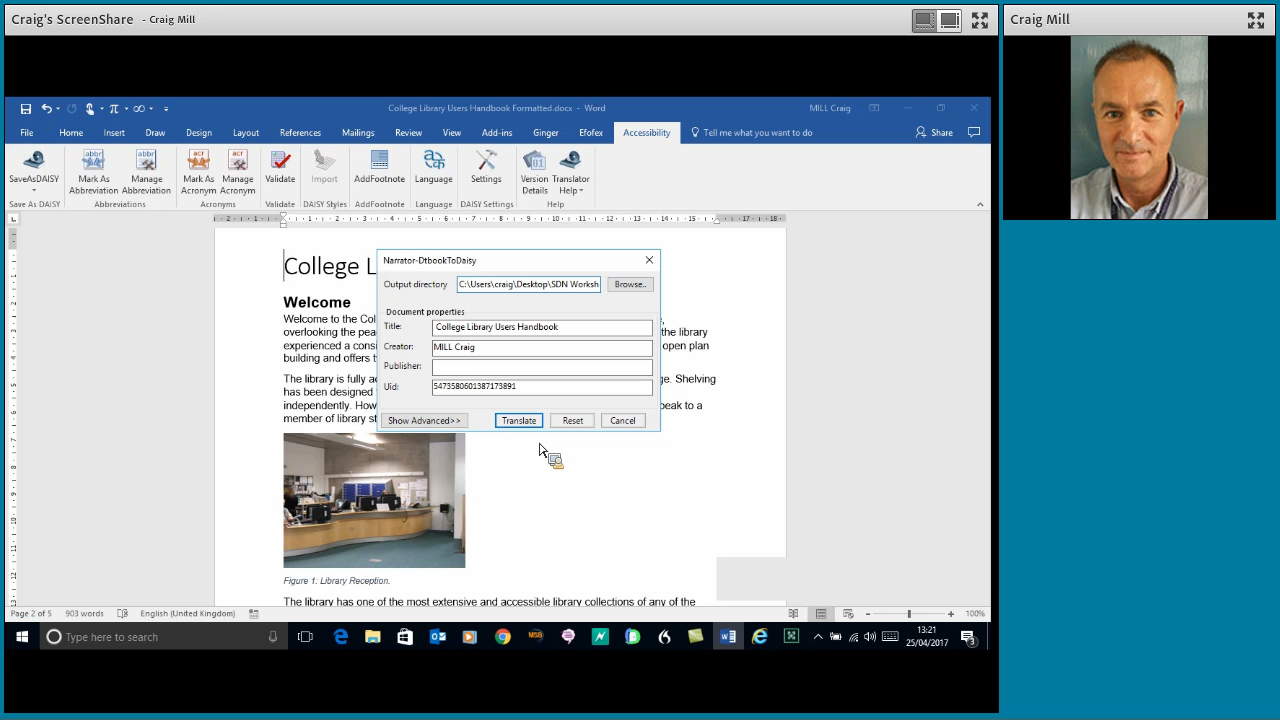 Craig's ScreenShare - Craig Mill
Craig Mill
College Library Users Handbook Formatted.docx - Word
MILL Craig
File Home Insert Draw Design Layout References Mailings Review View Add-ins Ginger Efofex Accessibility Tell me what you want to do Share
SaveAsDAISY
Mark As Abbreviation
Manage Abbreviation
Mark As Acronym
Manage Acronym
Validate
Import
AddFootnote
Language
Settings
Version Details
Translator Help
Save As DAISY Abbreviations Acronyms Validate DAISY Styles AddFootnote Language DAISY Settings Help
College L
Welcome
Welcome to the Col
overlooking the pea
the library
experienced a consi
open plan
building and offers t
The library is fully a
ge. Shelving
has been designed
independently. How
peak to a
member of library st
Narrator-DtbookToDaisy
Output directory C:\Users\craig\Desktop\SDN Worksh Browse..
Document properties
Title: College Library Users Handbook
Creator: MILL Craig
Publisher:
Uid: 5473580601387173891
Show Advanced>> Translate Reset Cancel
Figure 1: Library Reception.
The library has one of the most extensive and accessible library collections of any of the
Page 2 of 5 903 words English (United Kingdom) 100%
Type here to search
13:21
25/04/2017